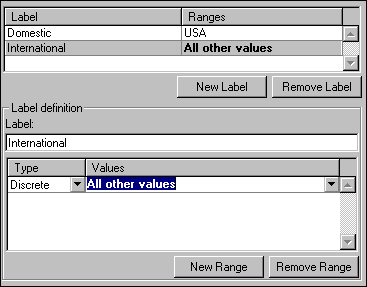 Label Ranges
Domestic USA
International All other values
New Label Remove Label
Label definition
Label:
International
Type Values
Discrete All other values
New Range Remove Range